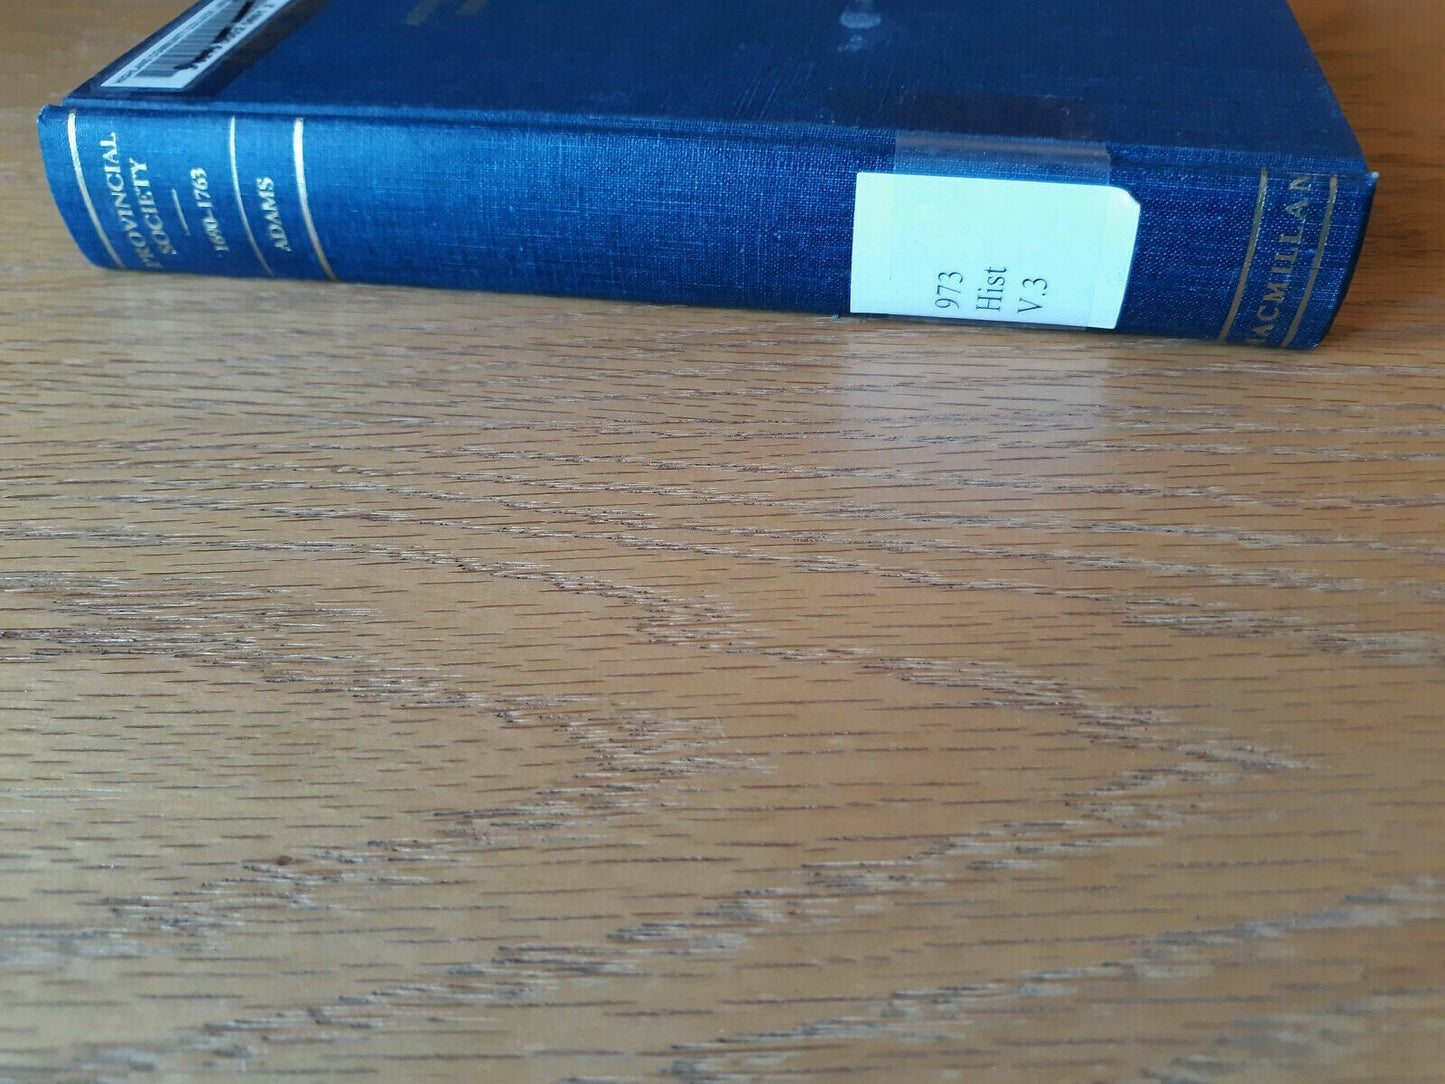 PROVINCIAL
SOCIETY
1690-1763
ADAMS
973
Hist
V.3
MACMILLAN